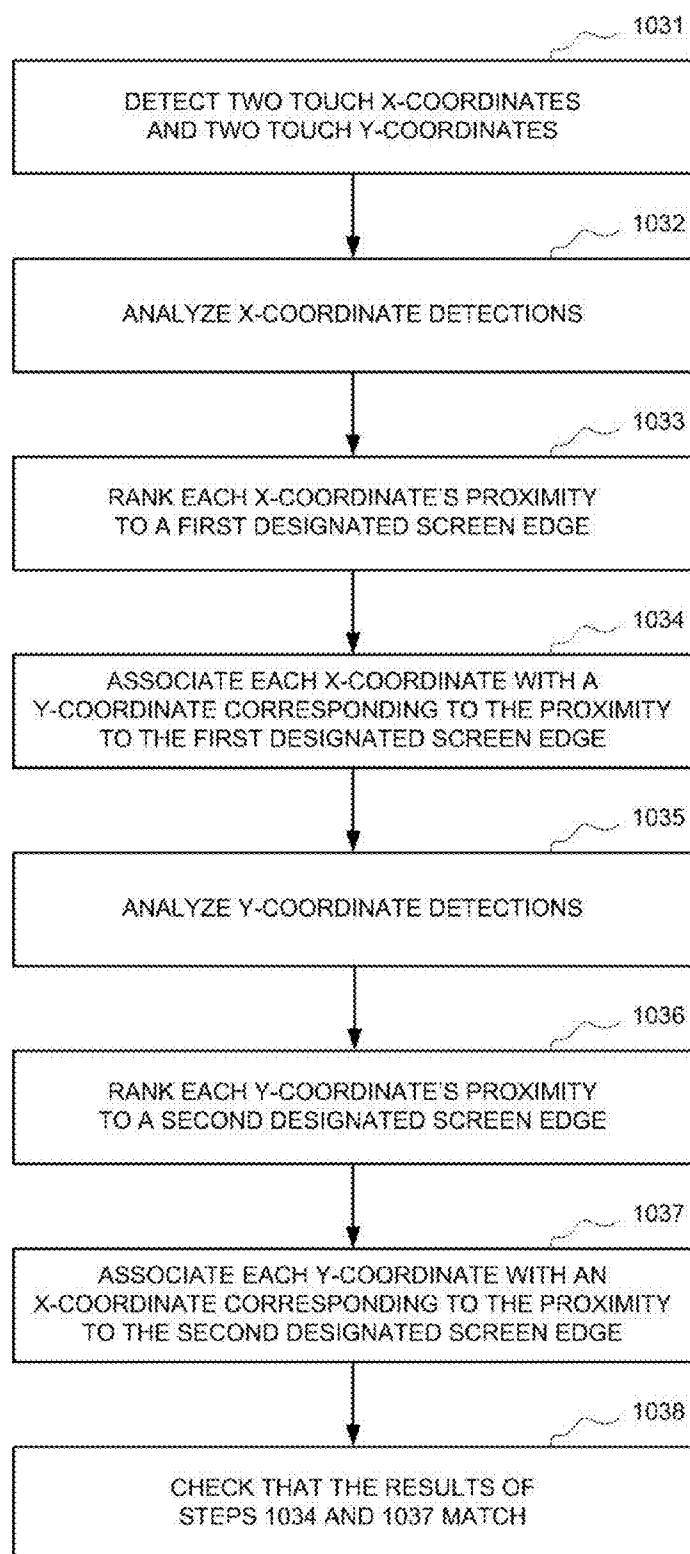 1031
DETECT TWO TOUCH X-COORDINATES
AND TWO TOUCH Y-COORDINATES
1032
ANALYZE X-COORDINATE DETECTIONS
1033
RANK EACH X-COORDINATE'S PROXIMITY
TO A FIRST DESIGNATED SCREEN EDGE
1034
ASSOCIATE EACH X-COORDINATE WITH A
Y-COORDINATE CORRESPONDING TO THE PROXIMITY
TO THE FIRST DESIGNATED SCREEN EDGE
1035
ANALYZE Y-COORDINATE DETECTIONS
1036
RANK EACH Y-COORDINATE'S PROXIMITY
TO A SECOND DESIGNATED SCREEN EDGE
1037
ASSOCIATE EACH Y-COORDINATE WITH AN
X-COORDINATE CORRESPONDING TO THE PROXIMITY
TO THE SECOND DESIGNATED SCREEN EDGE
1038
CHECK THAT THE RESULTS OF
STEPS 1034 AND 1037 MATCH